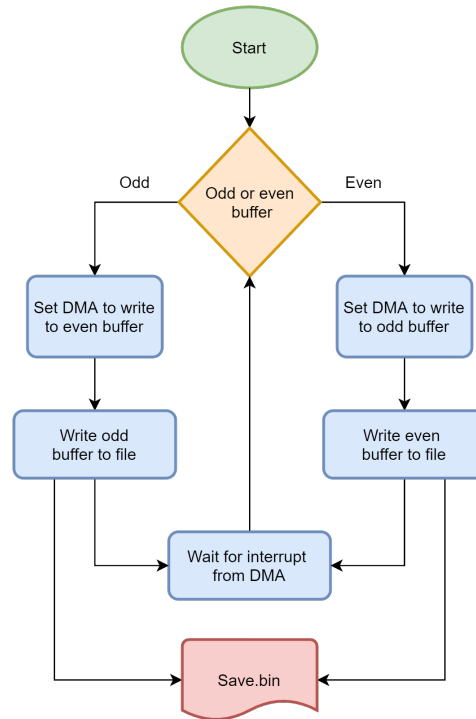 Start
Odd or even
buffer
Odd
Even
Set DMA to write
to even buffer
Set DMA to write
to odd buffer
Write odd
buffer to file
Write even
buffer to file
Wait for interrupt
from DMA
Save.bin